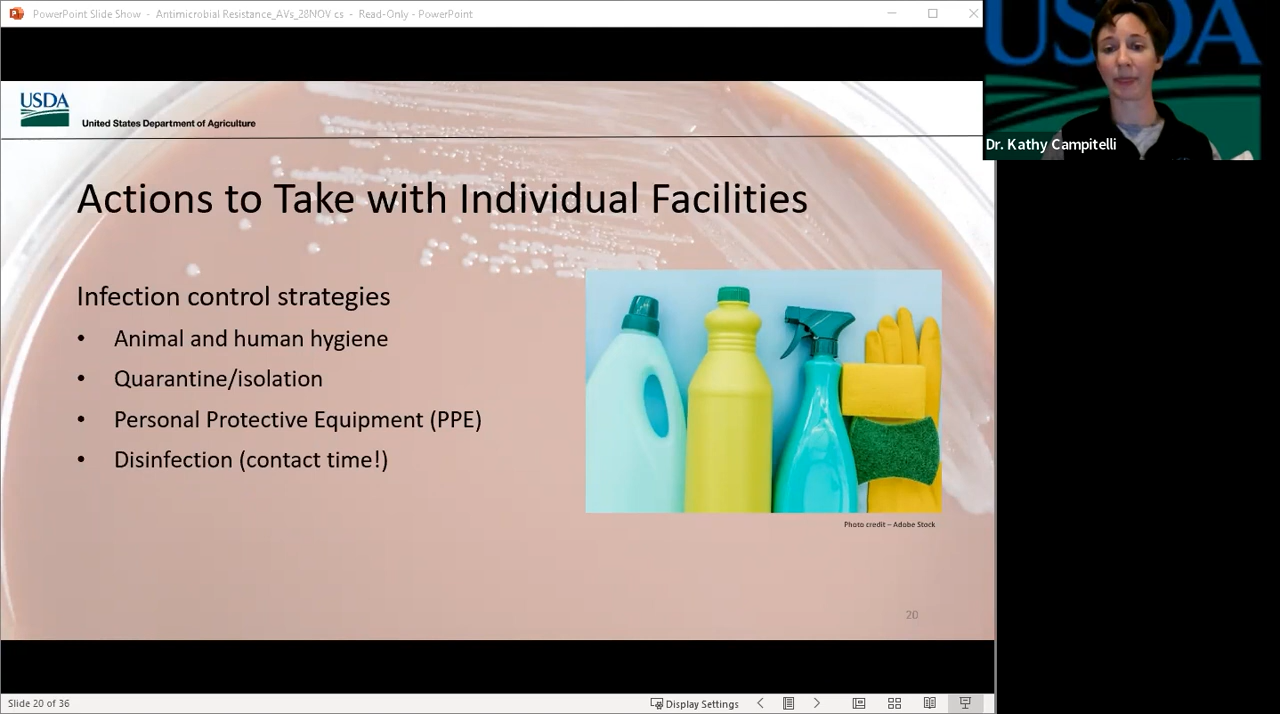 PowerPoint Slide Show - Antimicrobial Resistance_AVs_28NOV cs - Read-Only - PowerPoint
USDA
Dr. Kathy Campitelli
USDA
United States Department of Agriculture
Actions to Take with Individual Facilities
Infection control strategies
• Animal and human hygiene
• Quarantine/isolation
• Personal Protective Equipment (PPE)
• Disinfection (contact time!)
Photo credit – Adobe Stock
20
Slide 20 of 36
Display Settings